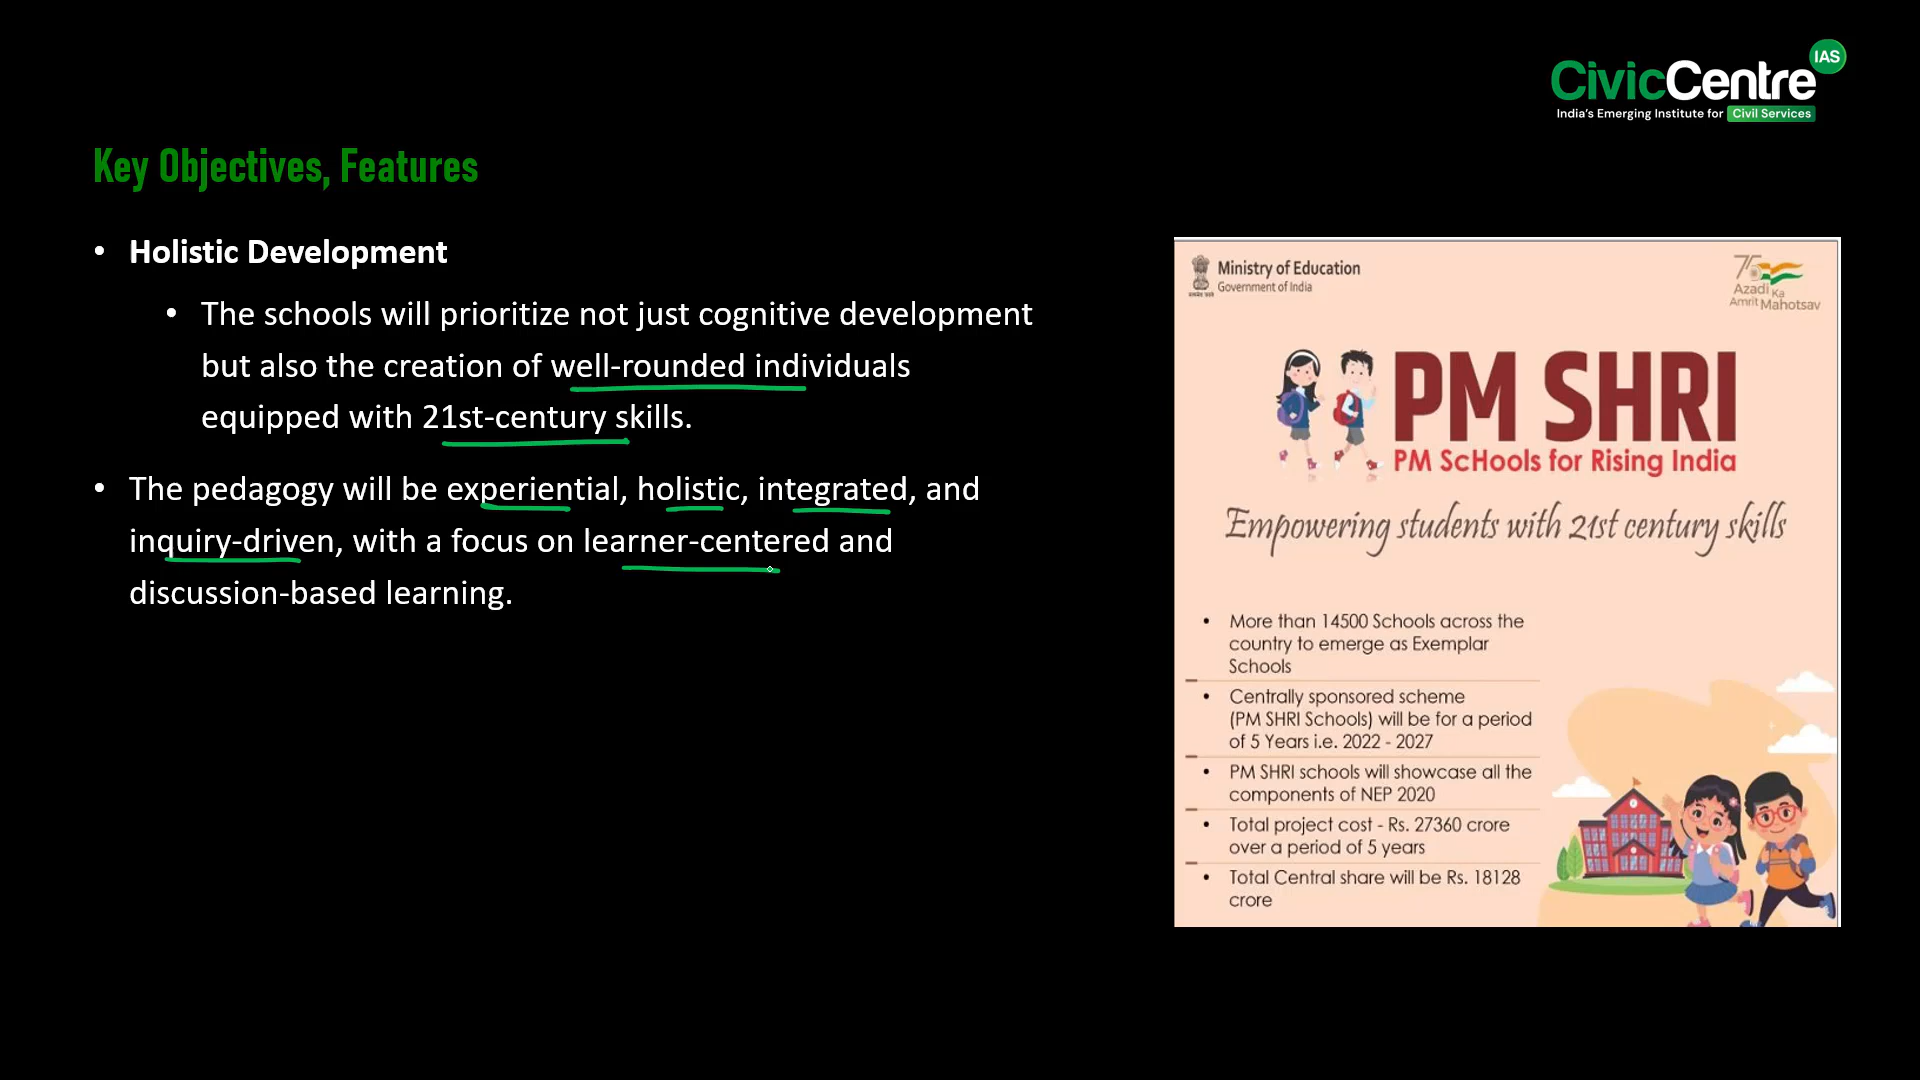 IAS
CivicCentre
India's Emerging Institute for Civil Services
Key Objectives, Features
• Holistic Development
• The schools will prioritize not just cognitive development
but also the creation of well-rounded individuals
equipped with 21st-century skills.
• The pedagogy will be experiential, holistic, integrated, and
inquiry-driven, with a focus on learner-centered and
discussion-based learning.
Ministry of Education
Government of India
75
Azadi Ka
Amrit Mahotsav
PM SHRI
PM ScHools for Rising India
Empowering students with 21st century skills
• More than 14500 Schools across the
country to emerge as Exemplar
Schools
• Centrally sponsored scheme
(PM SHRI Schools) will be for a period
of 5 Years i.e. 2022 - 2027
• PM SHRI schools will showcase all the
components of NEP 2020
• Total project cost - Rs. 27360 crore
over a period of 5 years
• Total Central share will be Rs. 18128
crore